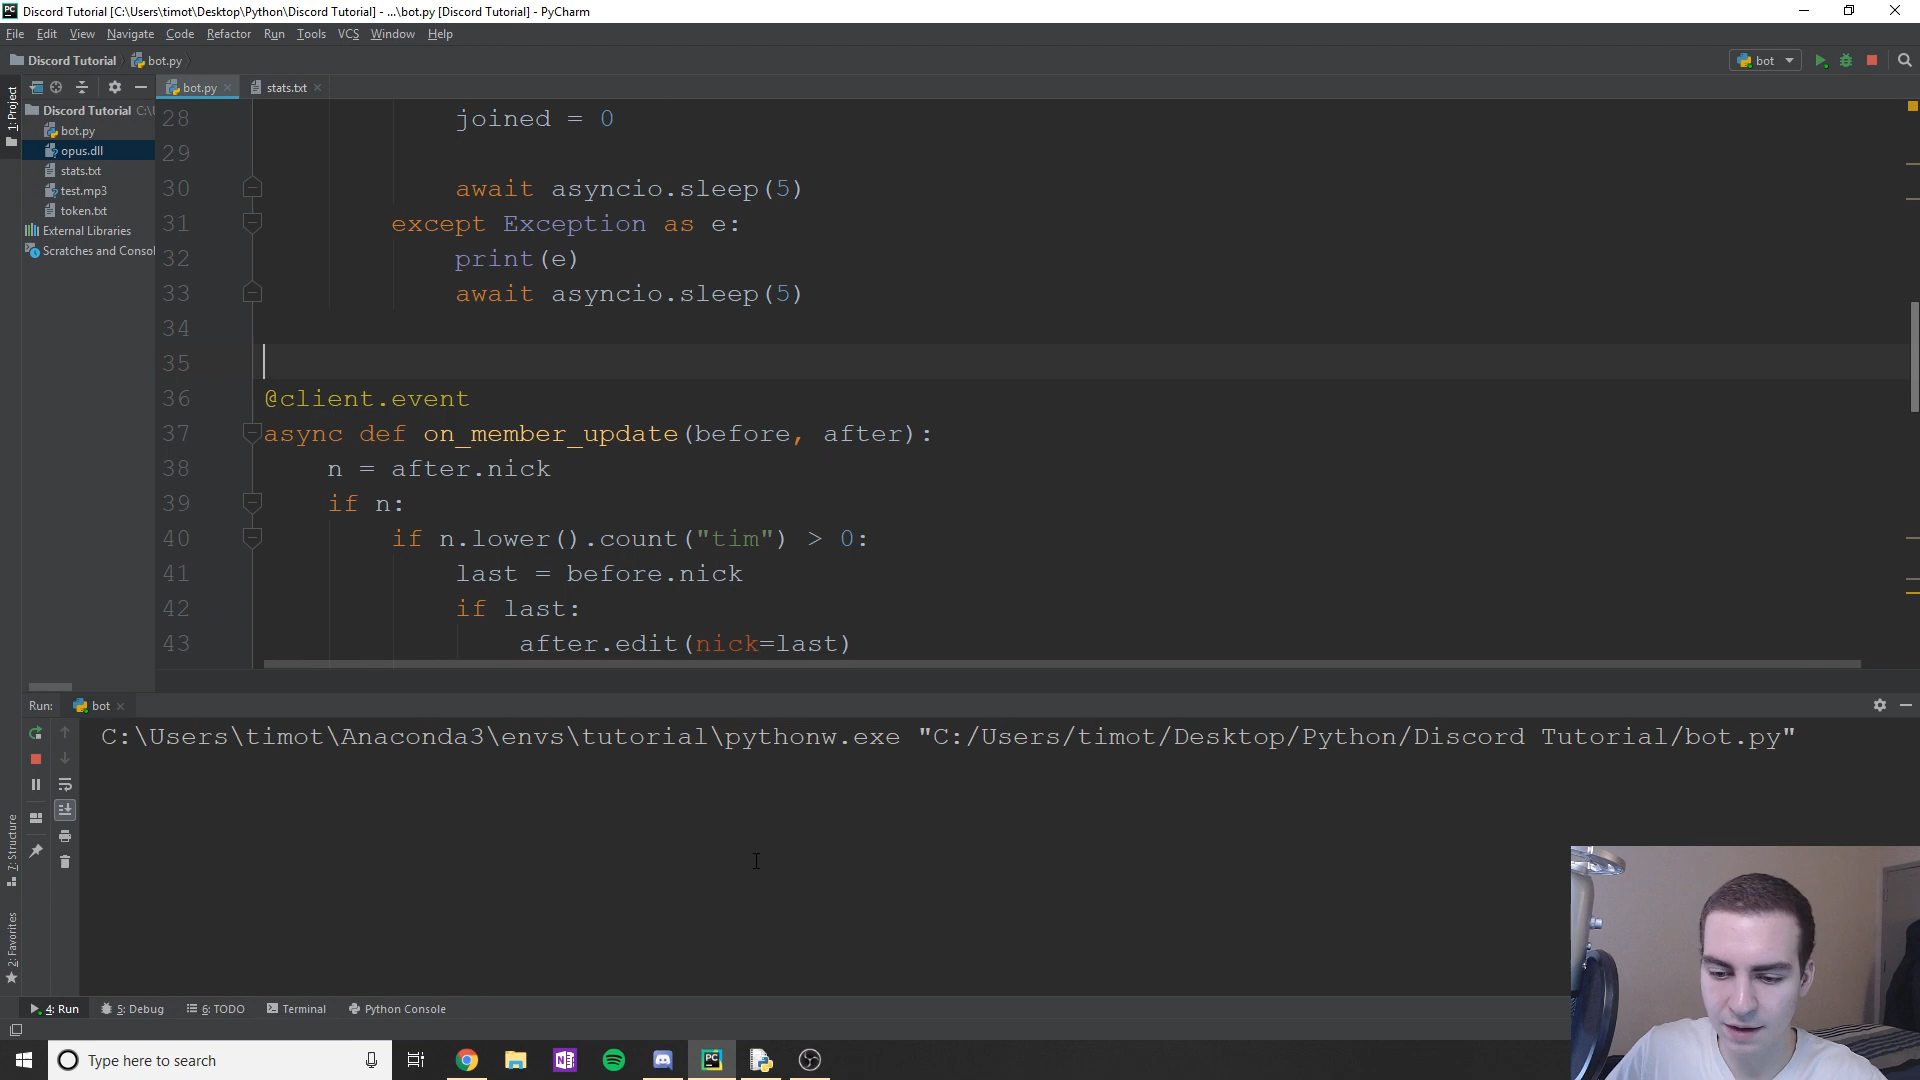 Discord Tutorial [C:\Users\timot\Desktop\Python\Discord Tutorial] - ...\bot.py [Discord Tutorial] - PyCharm
File Edit View Navigate Code Refactor Run Tools VCS Window Help
Discord Tutorial bot.py bot
1: Project
bot.py stats.txt
Discord Tutorial C:\
bot.py
opus.dll
stats.txt
test.mp3
token.txt
External Libraries
Scratches and Consol
28 joined = 0
29
30 await asyncio.sleep(5)
31 except Exception as e:
32 print(e)
33 await asyncio.sleep(5)
34
35
36 @client.event
37 async def on_member_update(before, after):
38 n = after.nick
39 if n:
40 if n.lower().count("tim") > 0:
41 last = before.nick
42 if last:
43 after.edit(nick=last)
Run: bot
C:\Users\timot\Anaconda3\envs\tutorial\pythonw.exe "C:/Users/timot/Desktop/Python/Discord Tutorial/bot.py"
7: Structure
2: Favorites
4: Run 5: Debug 6: TODO Terminal Python Console
Type here to search